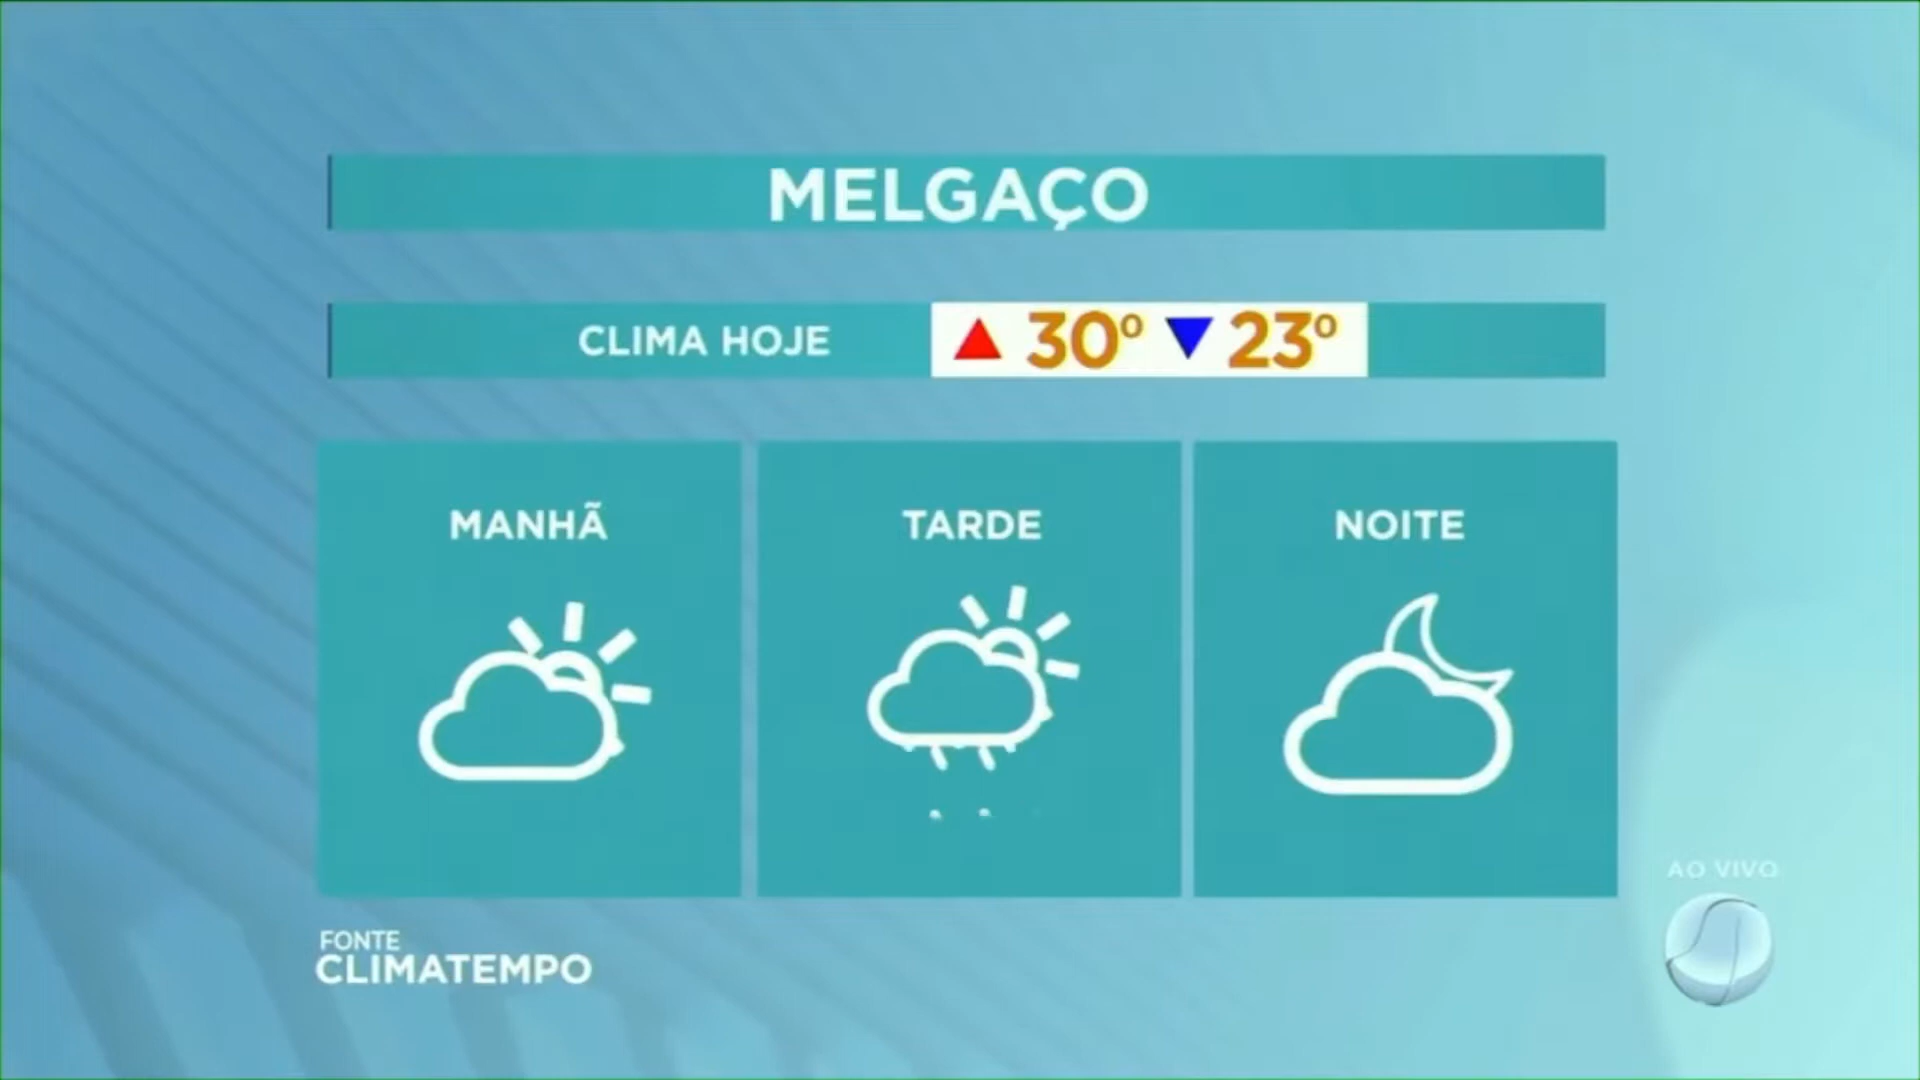 MELGAÇO
CLIMA HOJE 30º 23º
MANHÃ TARDE NOITE
AO VIVO
FONTE
CLIMATEMPO